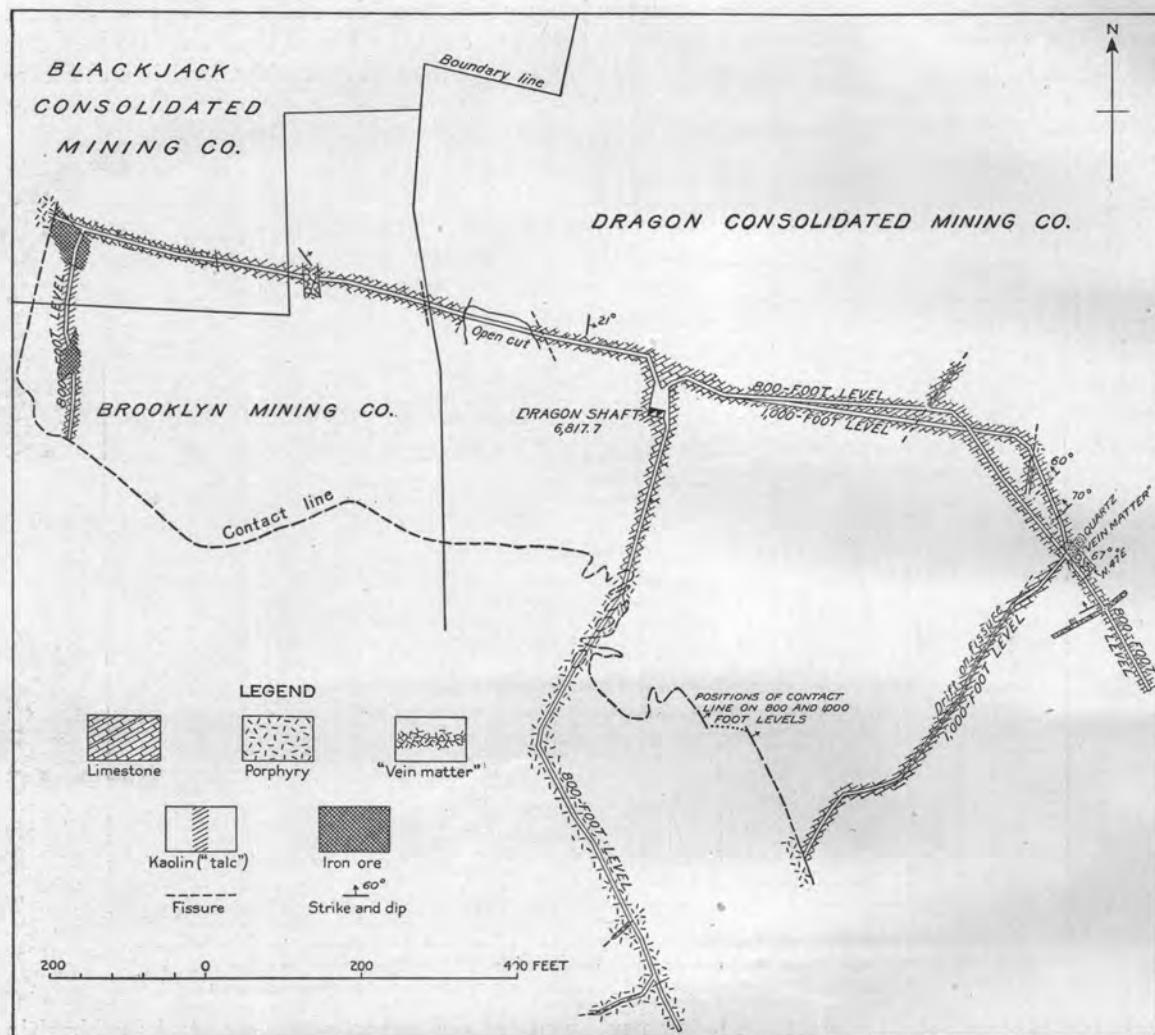 BLACKJACK
CONSOLIDATED
MINING CO.
Boundary line
N
DRAGON CONSOLIDATED MINING CO.
800-FOOT LEVEL
BROOKLYN MINING CO.
Open cut
21°
DRAGON SHAFT
6,817.7
800-FOOT LEVEL
1,000-FOOT LEVEL
60°
70°
QUARTZ
"VEIN MATTER"
67°
N.47E
800-FOOT
LEVEL
Contact line
Drift on fissure
1,000-FOOT LEVEL
POSITIONS OF CONTACT
LINE ON 800 AND 1,000
FOOT LEVELS
800-FOOT LEVEL
LEGEND
Limestone
Porphyry
"Vein matter"
Kaolin ("talc")
Iron ore
Fissure
60°
Strike and dip
200 0 200 400 FEET